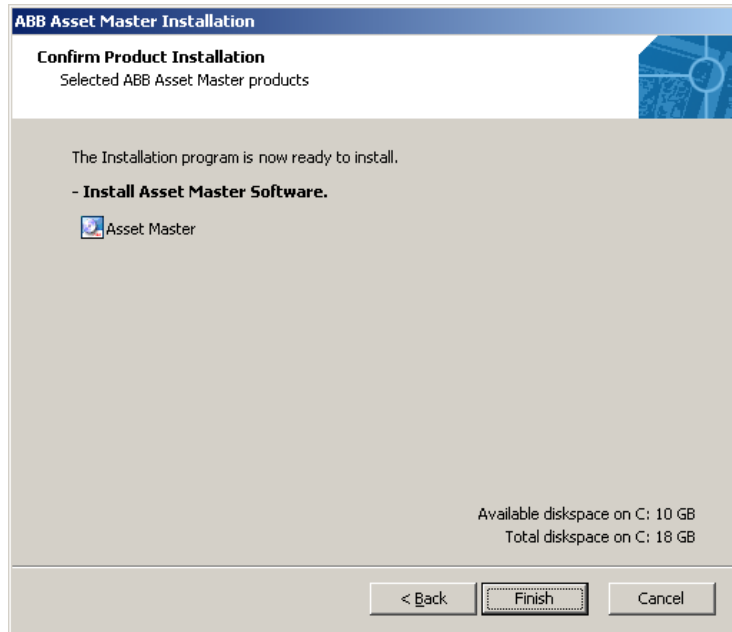 ABB Asset Master Installation
Confirm Product Installation
Selected ABB Asset Master products
The Installation program is now ready to install.
- Install Asset Master Software.
Asset Master
Available diskspace on C: 10 GB
Total diskspace on C: 18 GB
< Back Finish Cancel